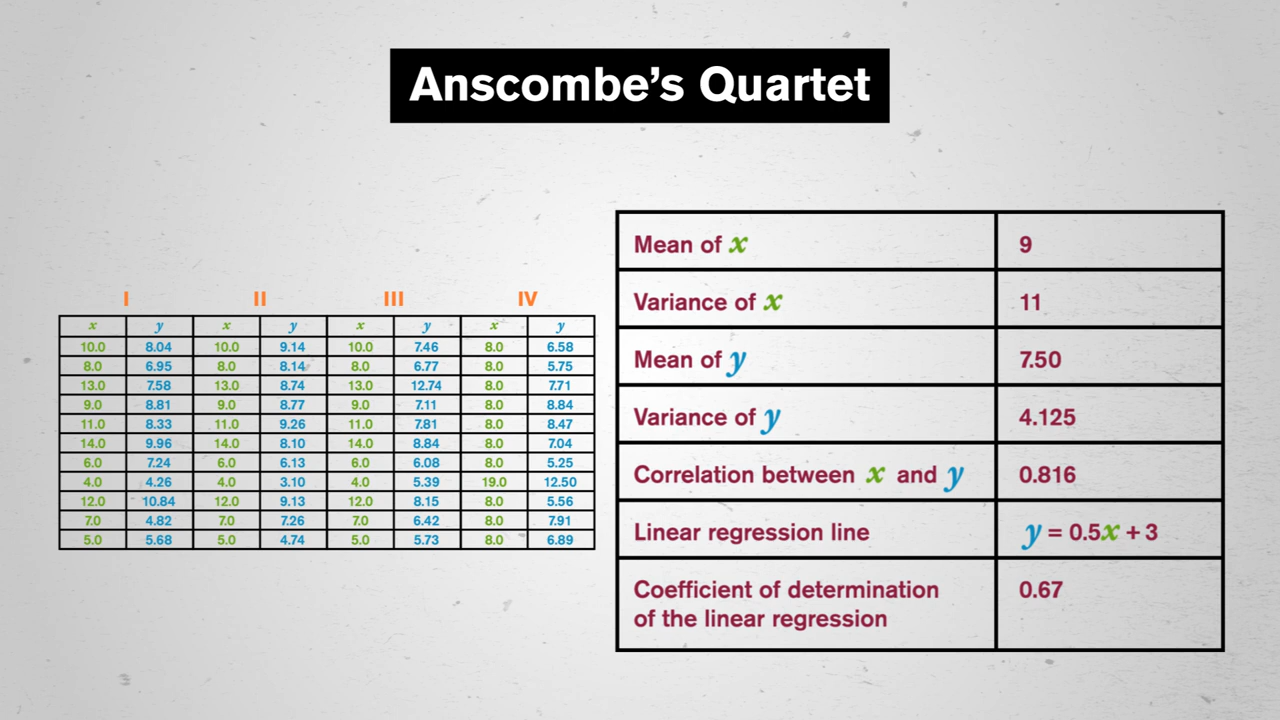 Anscombe’s Quartet
I II III IV
x y x y x y x y
10.0 8.04 10.0 9.14 10.0 7.46 8.0 6.58
8.0 6.95 8.0 8.14 8.0 6.77 8.0 5.75
13.0 7.58 13.0 8.74 13.0 12.74 8.0 7.71
9.0 8.81 9.0 8.77 9.0 7.11 8.0 8.84
11.0 8.33 11.0 9.26 11.0 7.81 8.0 8.47
14.0 9.96 14.0 8.10 14.0 8.84 8.0 7.04
6.0 7.24 6.0 6.13 6.0 6.08 8.0 5.25
4.0 4.26 4.0 3.10 4.0 5.39 19.0 12.50
12.0 10.84 12.0 9.13 12.0 8.15 8.0 5.56
7.0 4.82 7.0 7.26 7.0 6.42 8.0 7.91
5.0 5.68 5.0 4.74 5.0 5.73 8.0 6.89
Mean of x 9
Variance of x 11
Mean of y 7.50
Variance of y 4.125
Correlation between x and y 0.816
Linear regression line y = 0.5x + 3
Coefficient of determination 0.67
of the linear regression